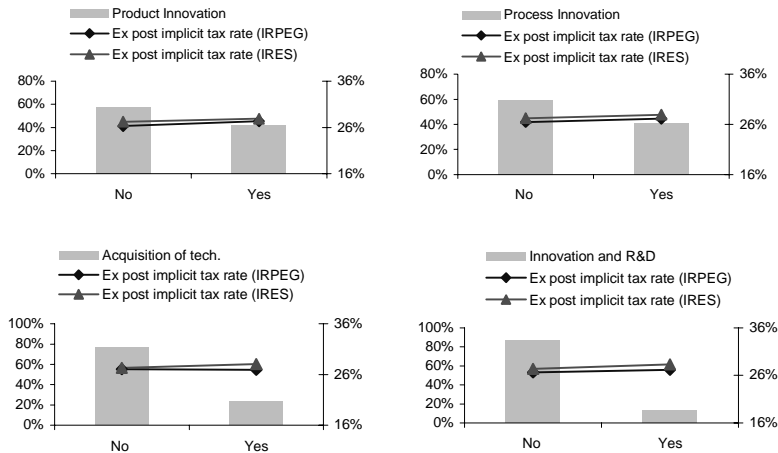 Product Innovation
Ex post implicit tax rate (IRPEG)
Ex post implicit tax rate (IRES)
80%
60%
40%
20%
0%
36%
26%
16%
No Yes
Process Innovation
Ex post implicit tax rate (IRPEG)
Ex post implicit tax rate (IRES)
80%
60%
40%
20%
0%
36%
26%
16%
No Yes
Acquisition of tech.
Ex post implicit tax rate (IRPEG)
Ex post implicit tax rate (IRES)
100%
80%
60%
40%
20%
0%
36%
26%
16%
No Yes
Innovation and R&D
Ex post implicit tax rate (IRPEG)
Ex post implicit tax rate (IRES)
100%
80%
60%
40%
20%
0%
36%
26%
16%
No Yes